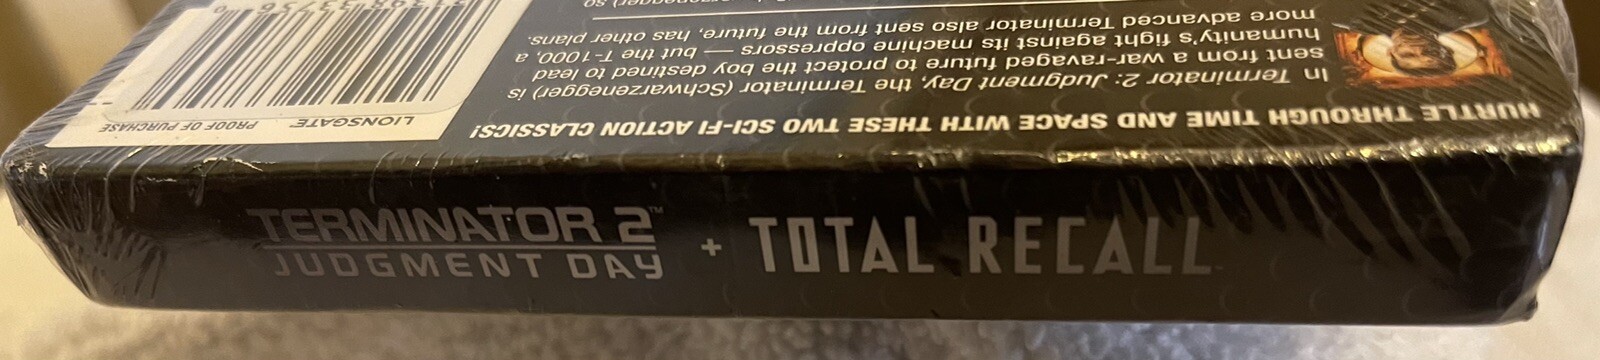 HURTLE THROUGH TIME AND SPACE WITH THESE TWO SCI-FI ACTION CLASSICS!
In Terminator 2: Judgment Day, the Terminator (Schwarzenegger) is
sent from a war-ravaged future to protect the boy destined to lead
humanity's fight against its machine oppressors — but the T-1000, a
more advanced Terminator also sent from the future, has other plans.
LIONSGATE PROOF OF PURCHASE
TERMINATOR 2™
JUDGMENT DAY
+
TOTAL RECALL